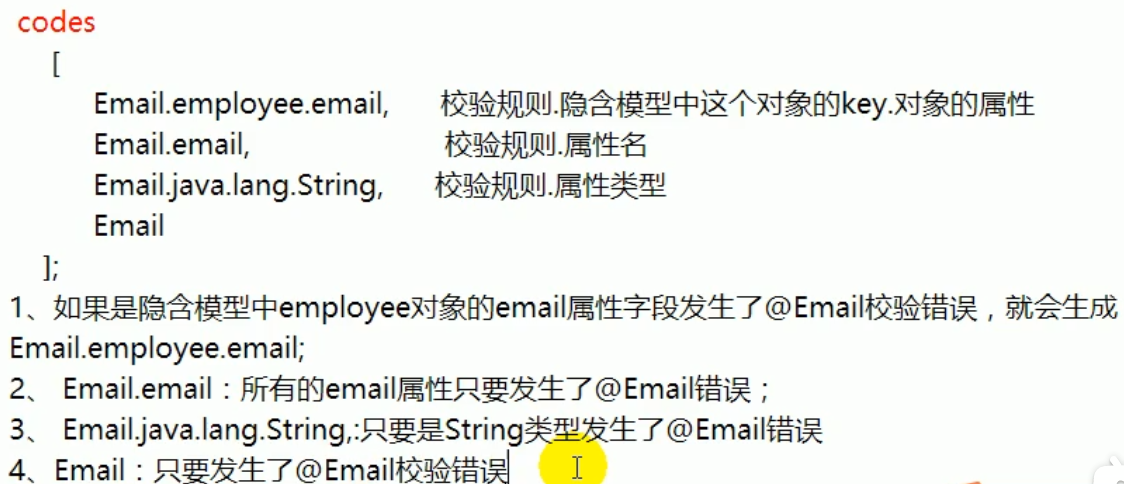 codes
[
Email.employee.email, 校验规则.隐含模型中这个对象的key.对象的属性
Email.email, 校验规则.属性名
Email.java.lang.String, 校验规则.属性类型
Email
];
1、如果是隐含模型中employee对象的email属性字段发生了@Email校验错误，就会生成
Email.employee.email;
2、 Email.email：所有的email属性只要发生了@Email错误；
3、 Email.java.lang.String,:只要是String类型发生了@Email错误
4、Email：只要发生了@Email校验错误